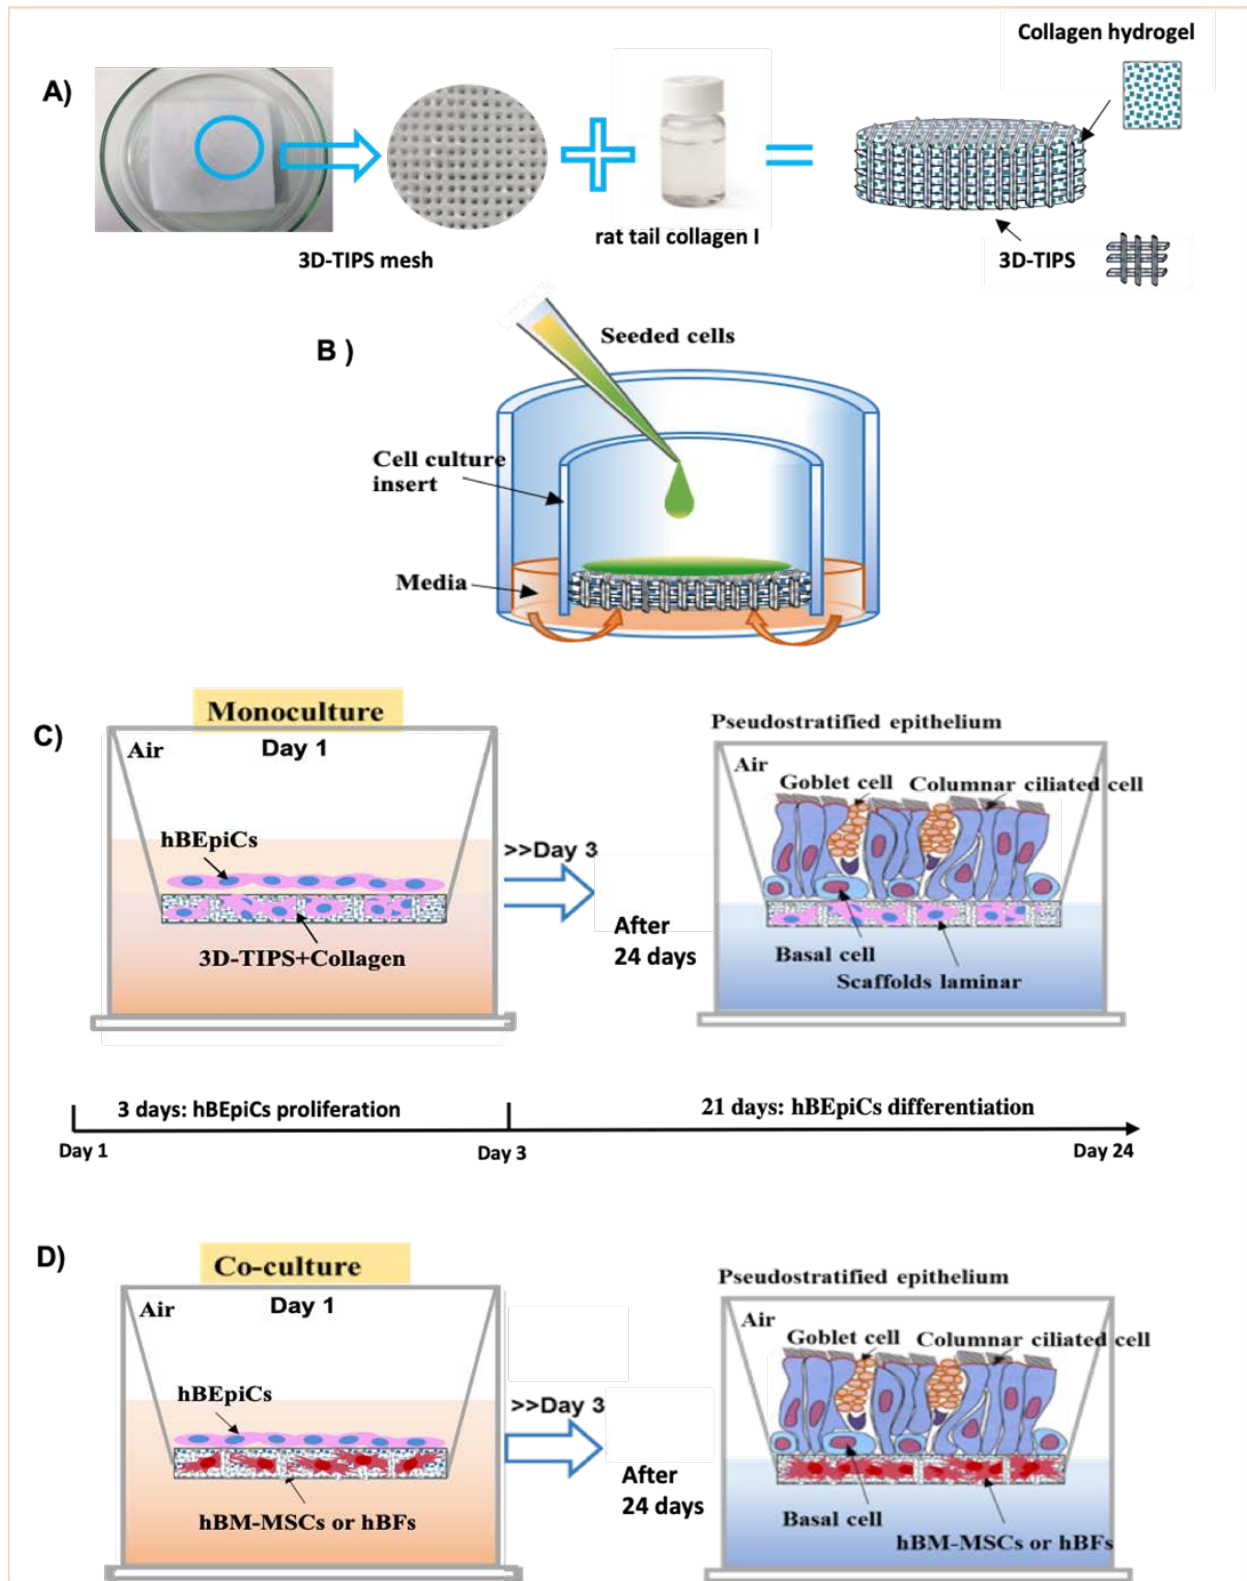 A)
Collagen hydrogel
rat tail collagen I
3D-TIPS mesh
3D-TIPS
B )
Seeded cells
Cell culture
insert
Media
C)
Monoculture
Air
Day 1
hBEpiCs
3D-TIPS+Collagen
>>Day 3
After
24 days
Pseudostratified epithelium
Air
Goblet cell
Columnar ciliated cell
Basal cell
Scaffolds laminar
3 days: hBEpiCs proliferation
21 days: hBEpiCs differentiation
Day 1
Day 3
Day 24
D)
Co-culture
Air
Day 1
hBEpiCs
hBM-MSCs or hBFs
>>Day 3
After
24 days
Pseudostratified epithelium
Air
Goblet cell
Columnar ciliated cell
Basal cell
hBM-MSCs or hBFs